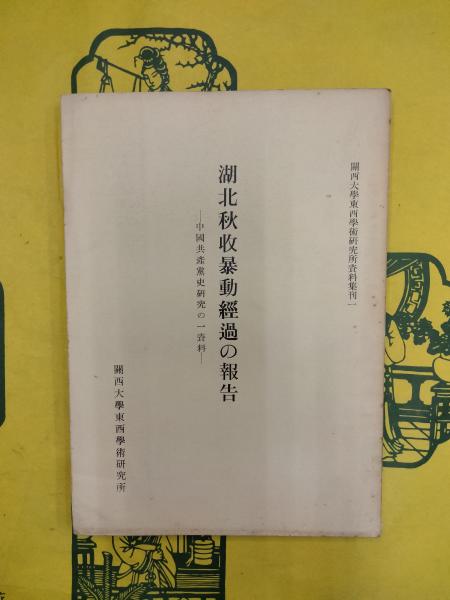 關西大學東西學術研究所資料集刊一
湖北秋收暴動經過の報告
―中國共產黨史研究の一資料―
關西大學東西學術研究所